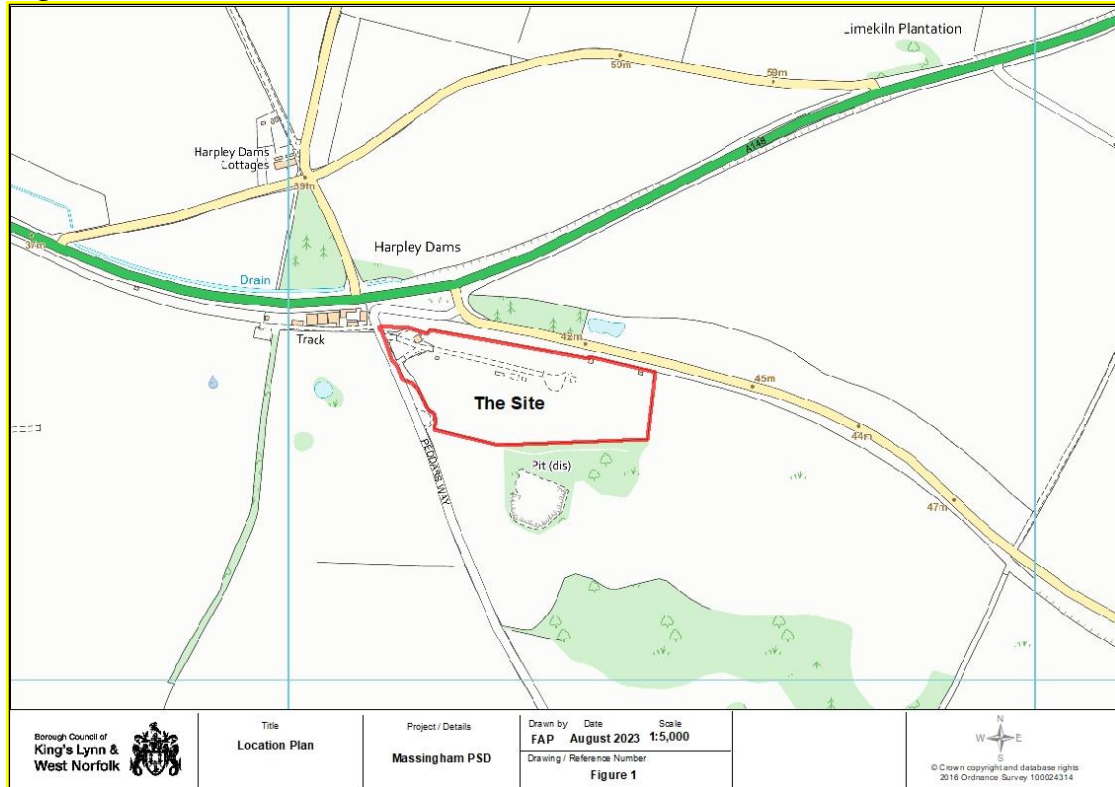 Limekiln Plantation
50m
59m
A148
Harpley Dams
Cottages
39m
37m
Drain
Harpley Dams
Track
42m
45m
44m
47m
The Site
PEDDARS WAY
Pit (dis)
Borough Council of
King's Lynn &
West Norfolk
Title
Location Plan
Project / Details
Massingham PSD
Drawn by Date Scale
FAP August 2023 1:5,000
Drawing / Reference Number
Figure 1
N
W E
S
© Crown copyright and database rights
2016 Ordnance Survey 100024314